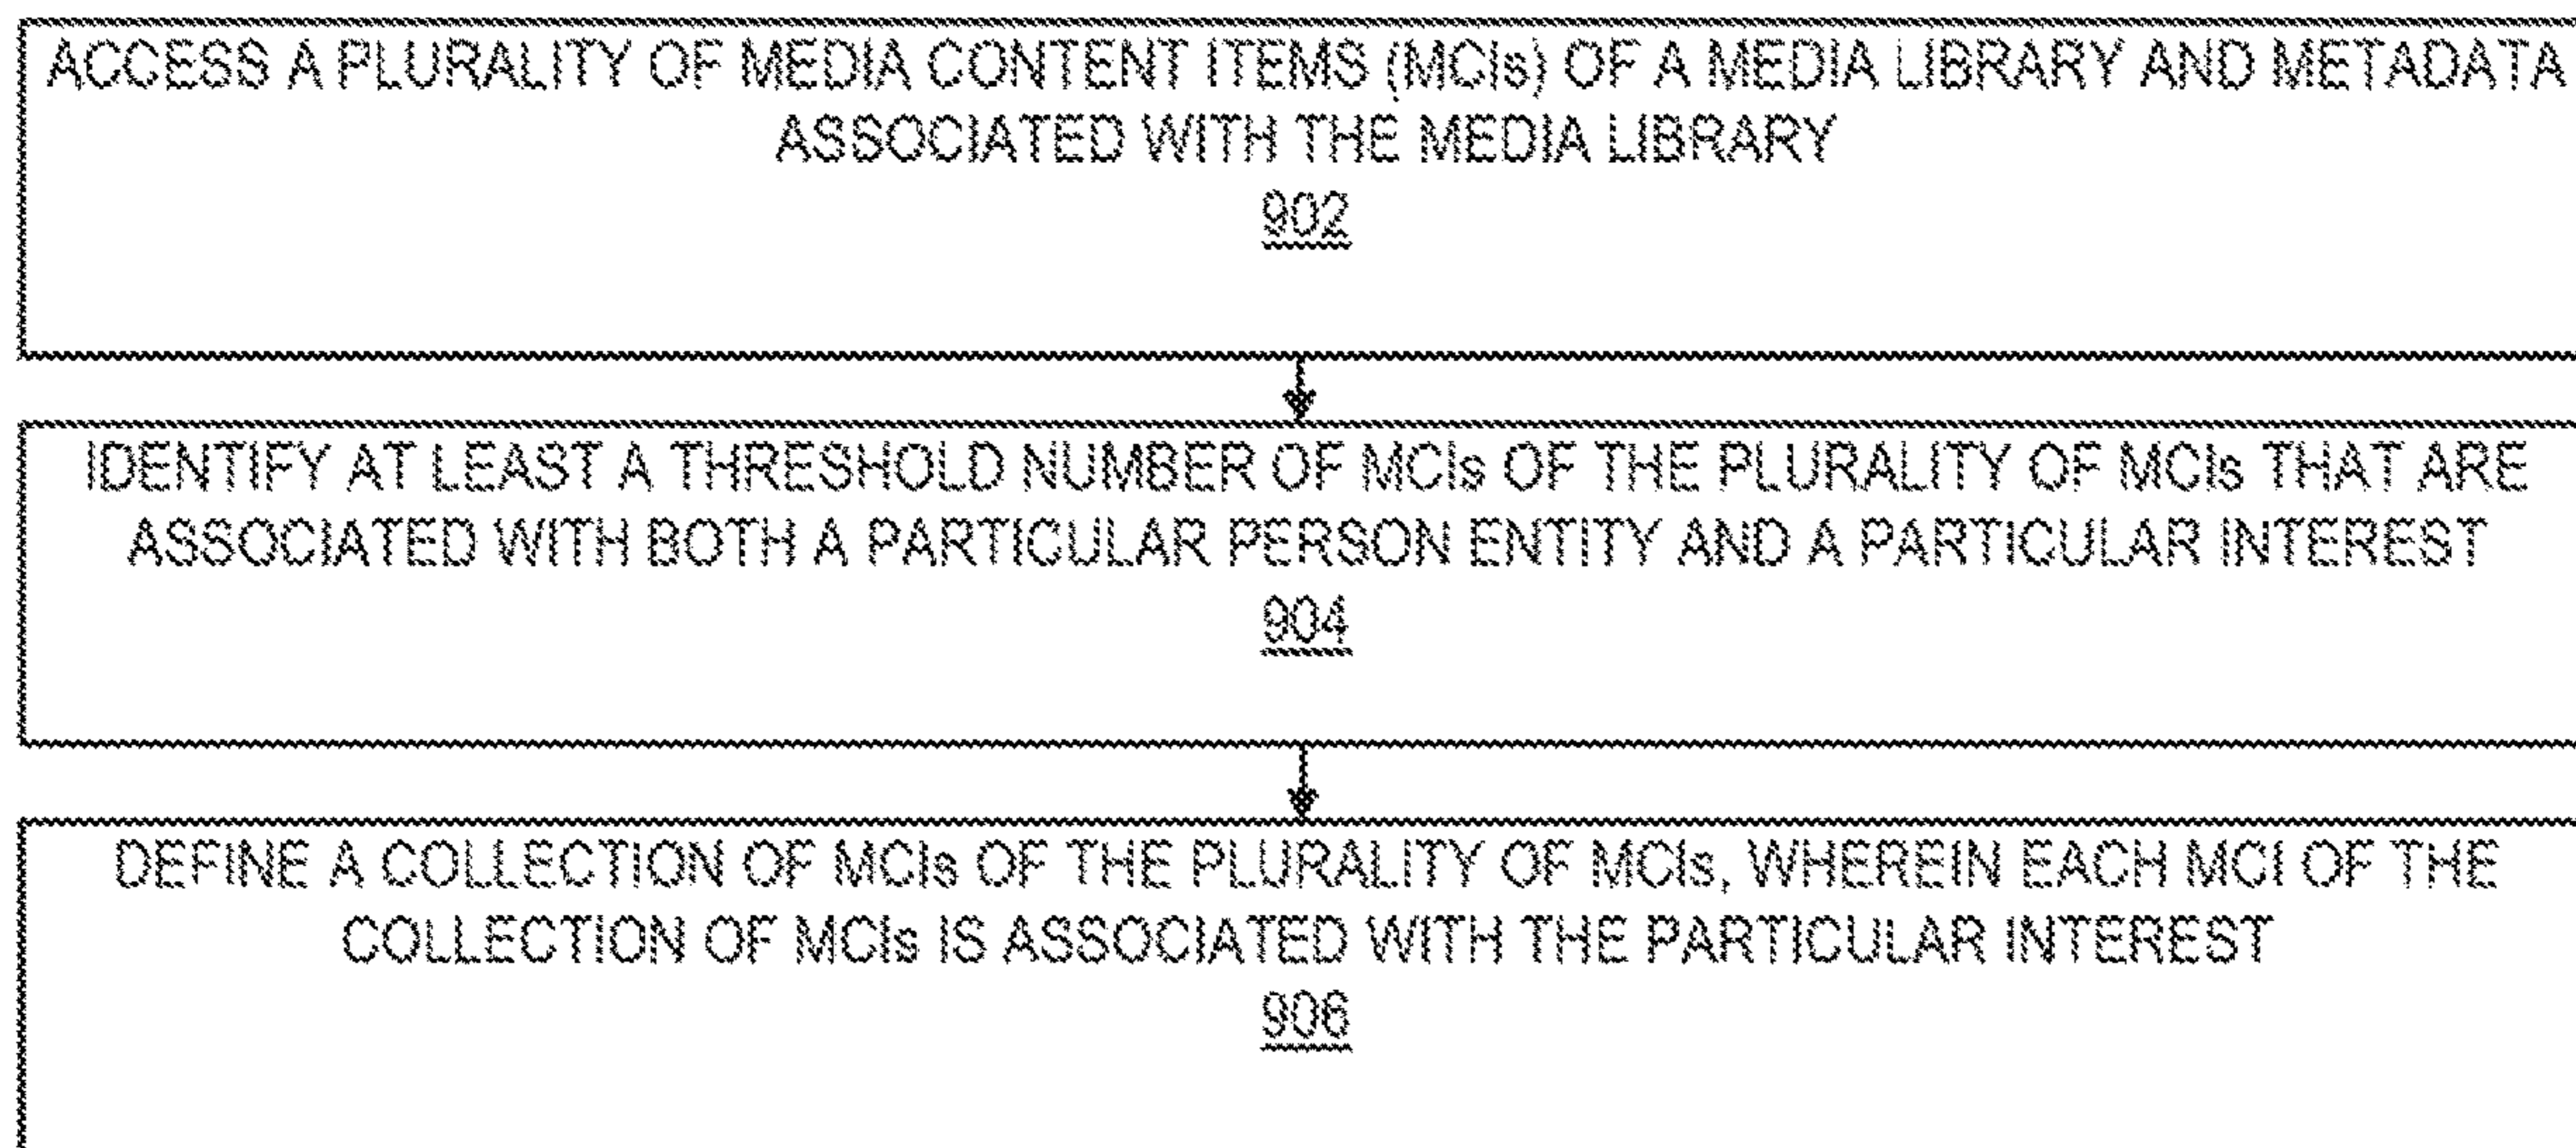 ACCESS A PLURALITY OF MEDIA CONTENT ITEMS (MCIs) OF A MEDIA LIBRARY AND METADATA
ASSOCIATED WITH THE MEDIA LIBRARY
902
IDENTIFY AT LEAST A THRESHOLD NUMBER OF MCIs OF THE PLURALITY OF MCIs THAT ARE
ASSOCIATED WITH BOTH A PARTICULAR PERSON ENTITY AND A PARTICULAR INTEREST
904
DEFINE A COLLECTION OF MCIs OF THE PLURALITY OF MCIs, WHEREIN EACH MCI OF THE
COLLECTION OF MCIs IS ASSOCIATED WITH THE PARTICULAR INTEREST
906